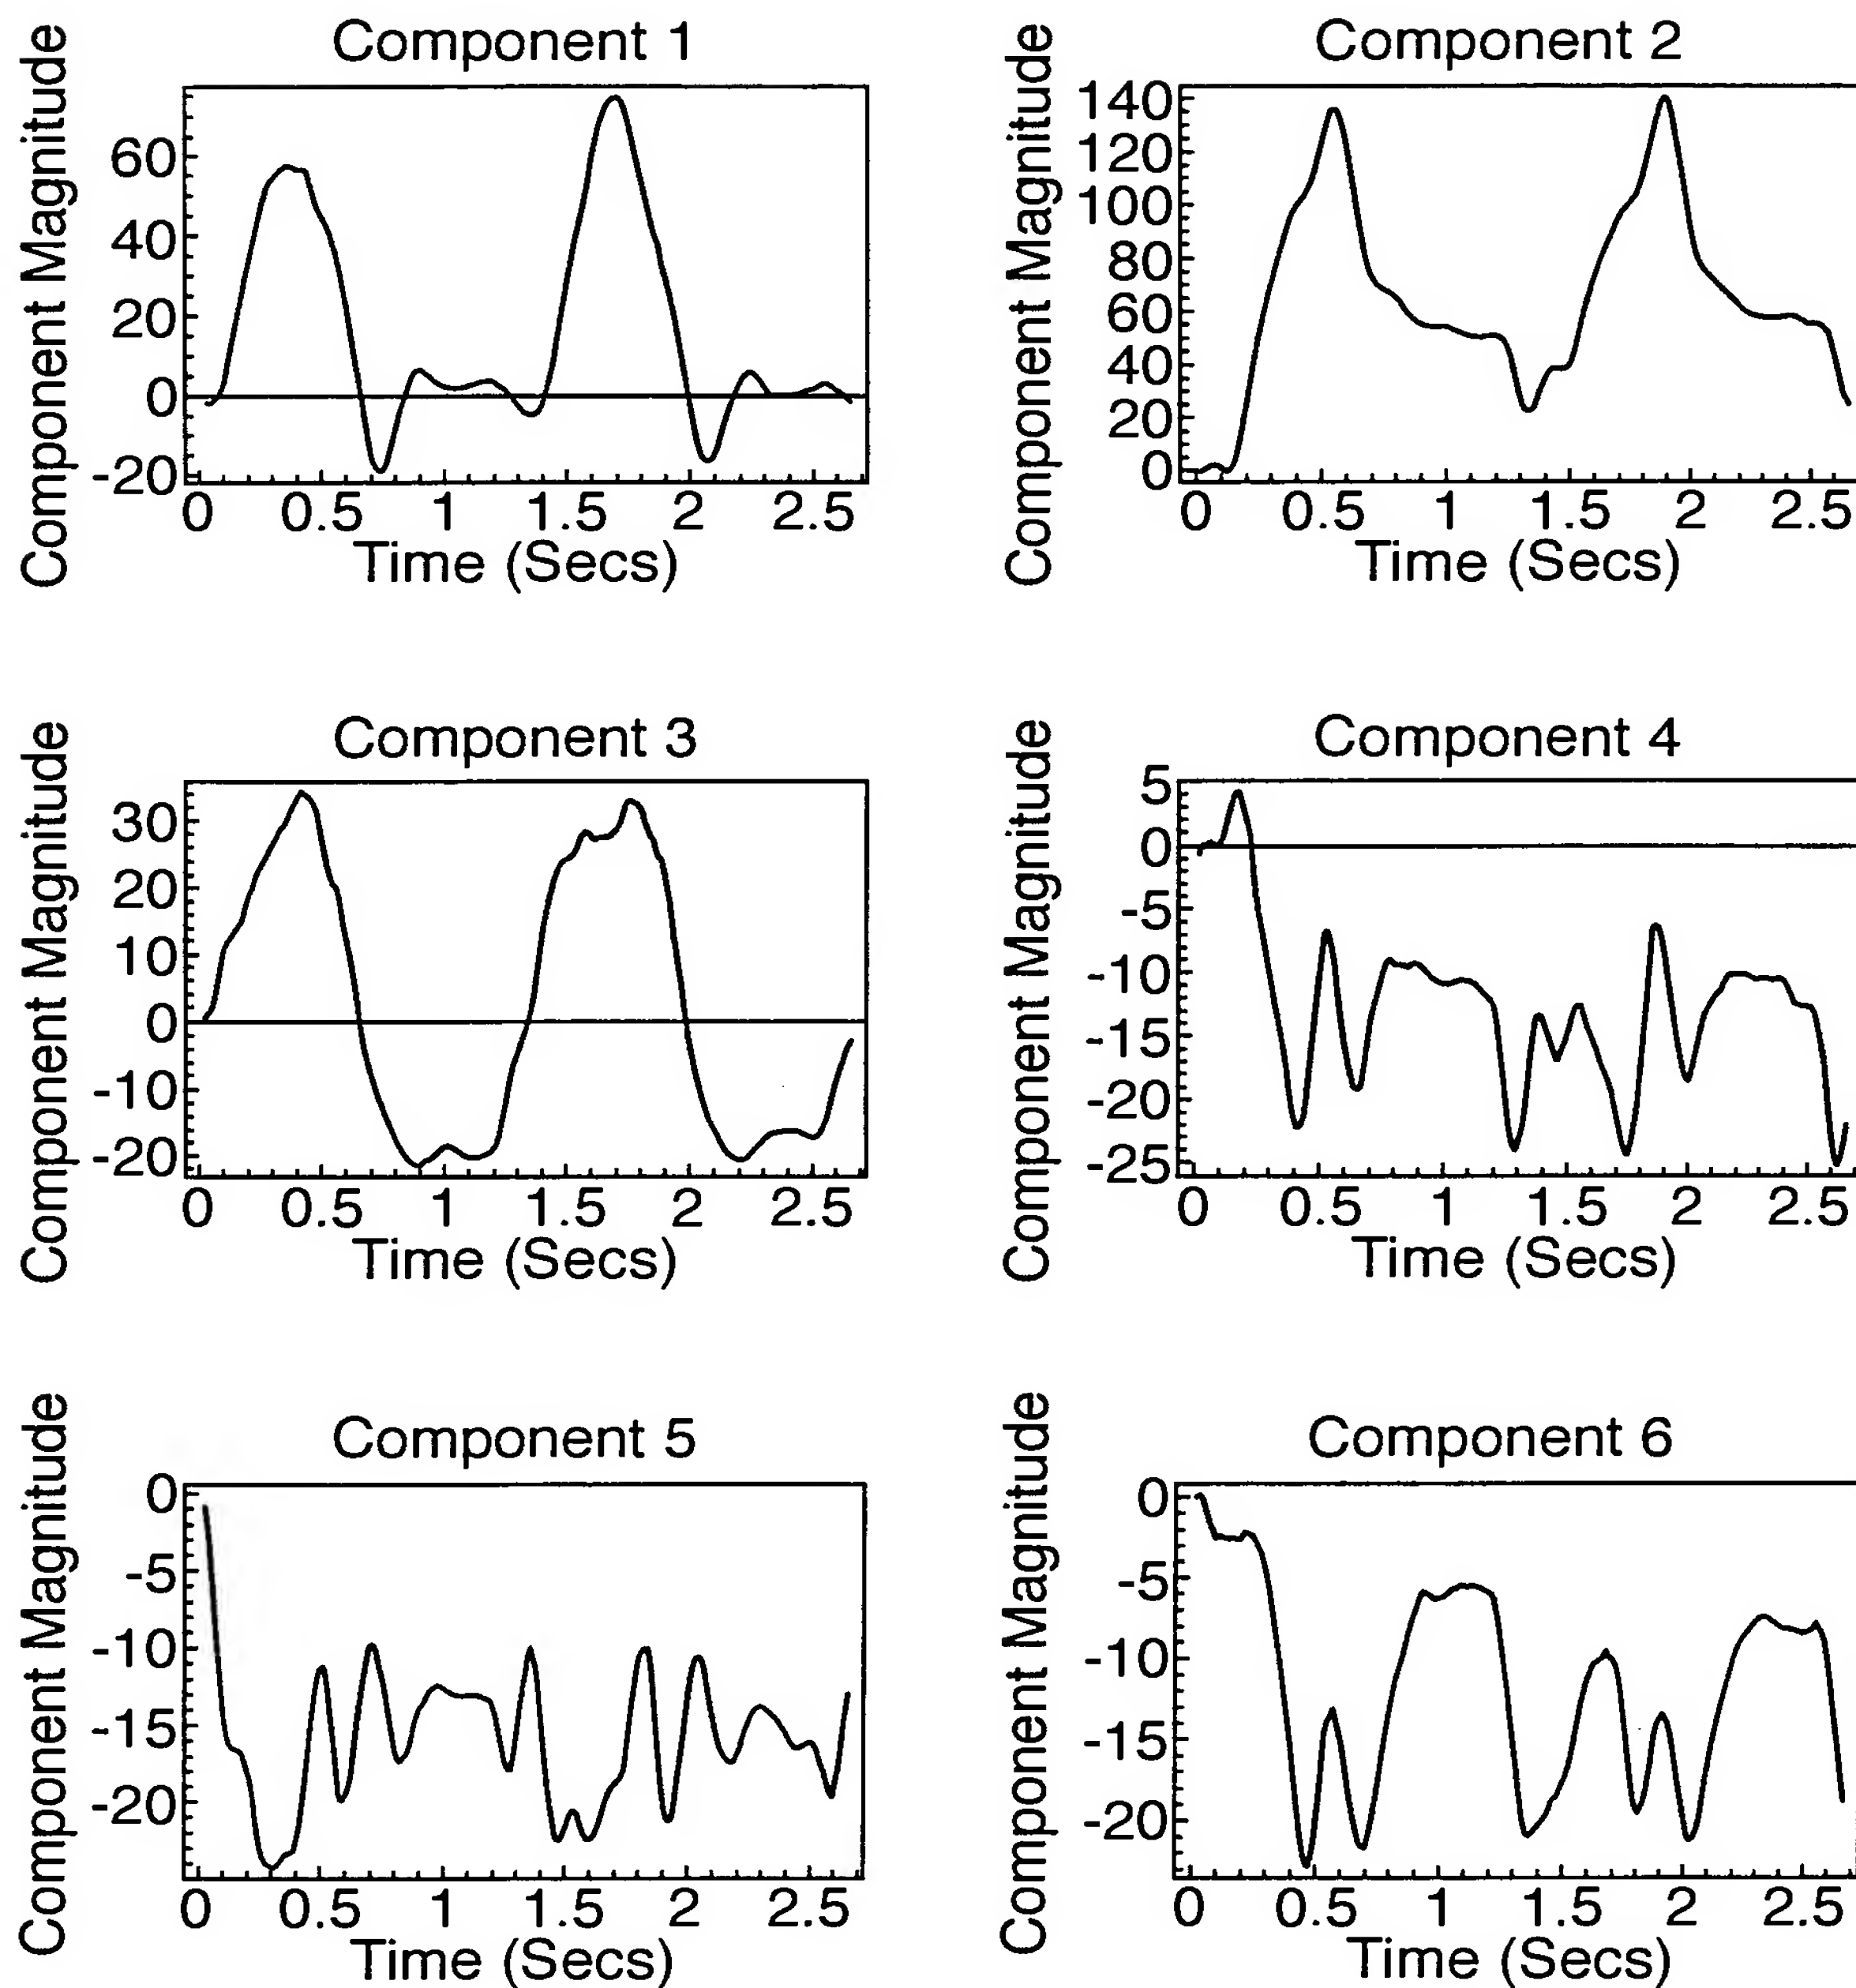 Component 1
Component Magnitude
60
40
20
0
-20
0 0.5 1 1.5 2 2.5
Time (Secs)
Component 2
Component Magnitude
140
120
100
80
60
40
20
0
0 0.5 1 1.5 2 2.5
Time (Secs)
Component 3
Component Magnitude
30
20
10
0
-10
-20
0 0.5 1 1.5 2 2.5
Time (Secs)
Component 4
Component Magnitude
5
0
-5
-10
-15
-20
-25
0 0.5 1 1.5 2 2.5
Time (Secs)
Component 5
Component Magnitude
0
-5
-10
-15
-20
0 0.5 1 1.5 2 2.5
Time (Secs)
Component 6
Component Magnitude
0
-5
-10
-15
-20
0 0.5 1 1.5 2 2.5
Time (Secs)